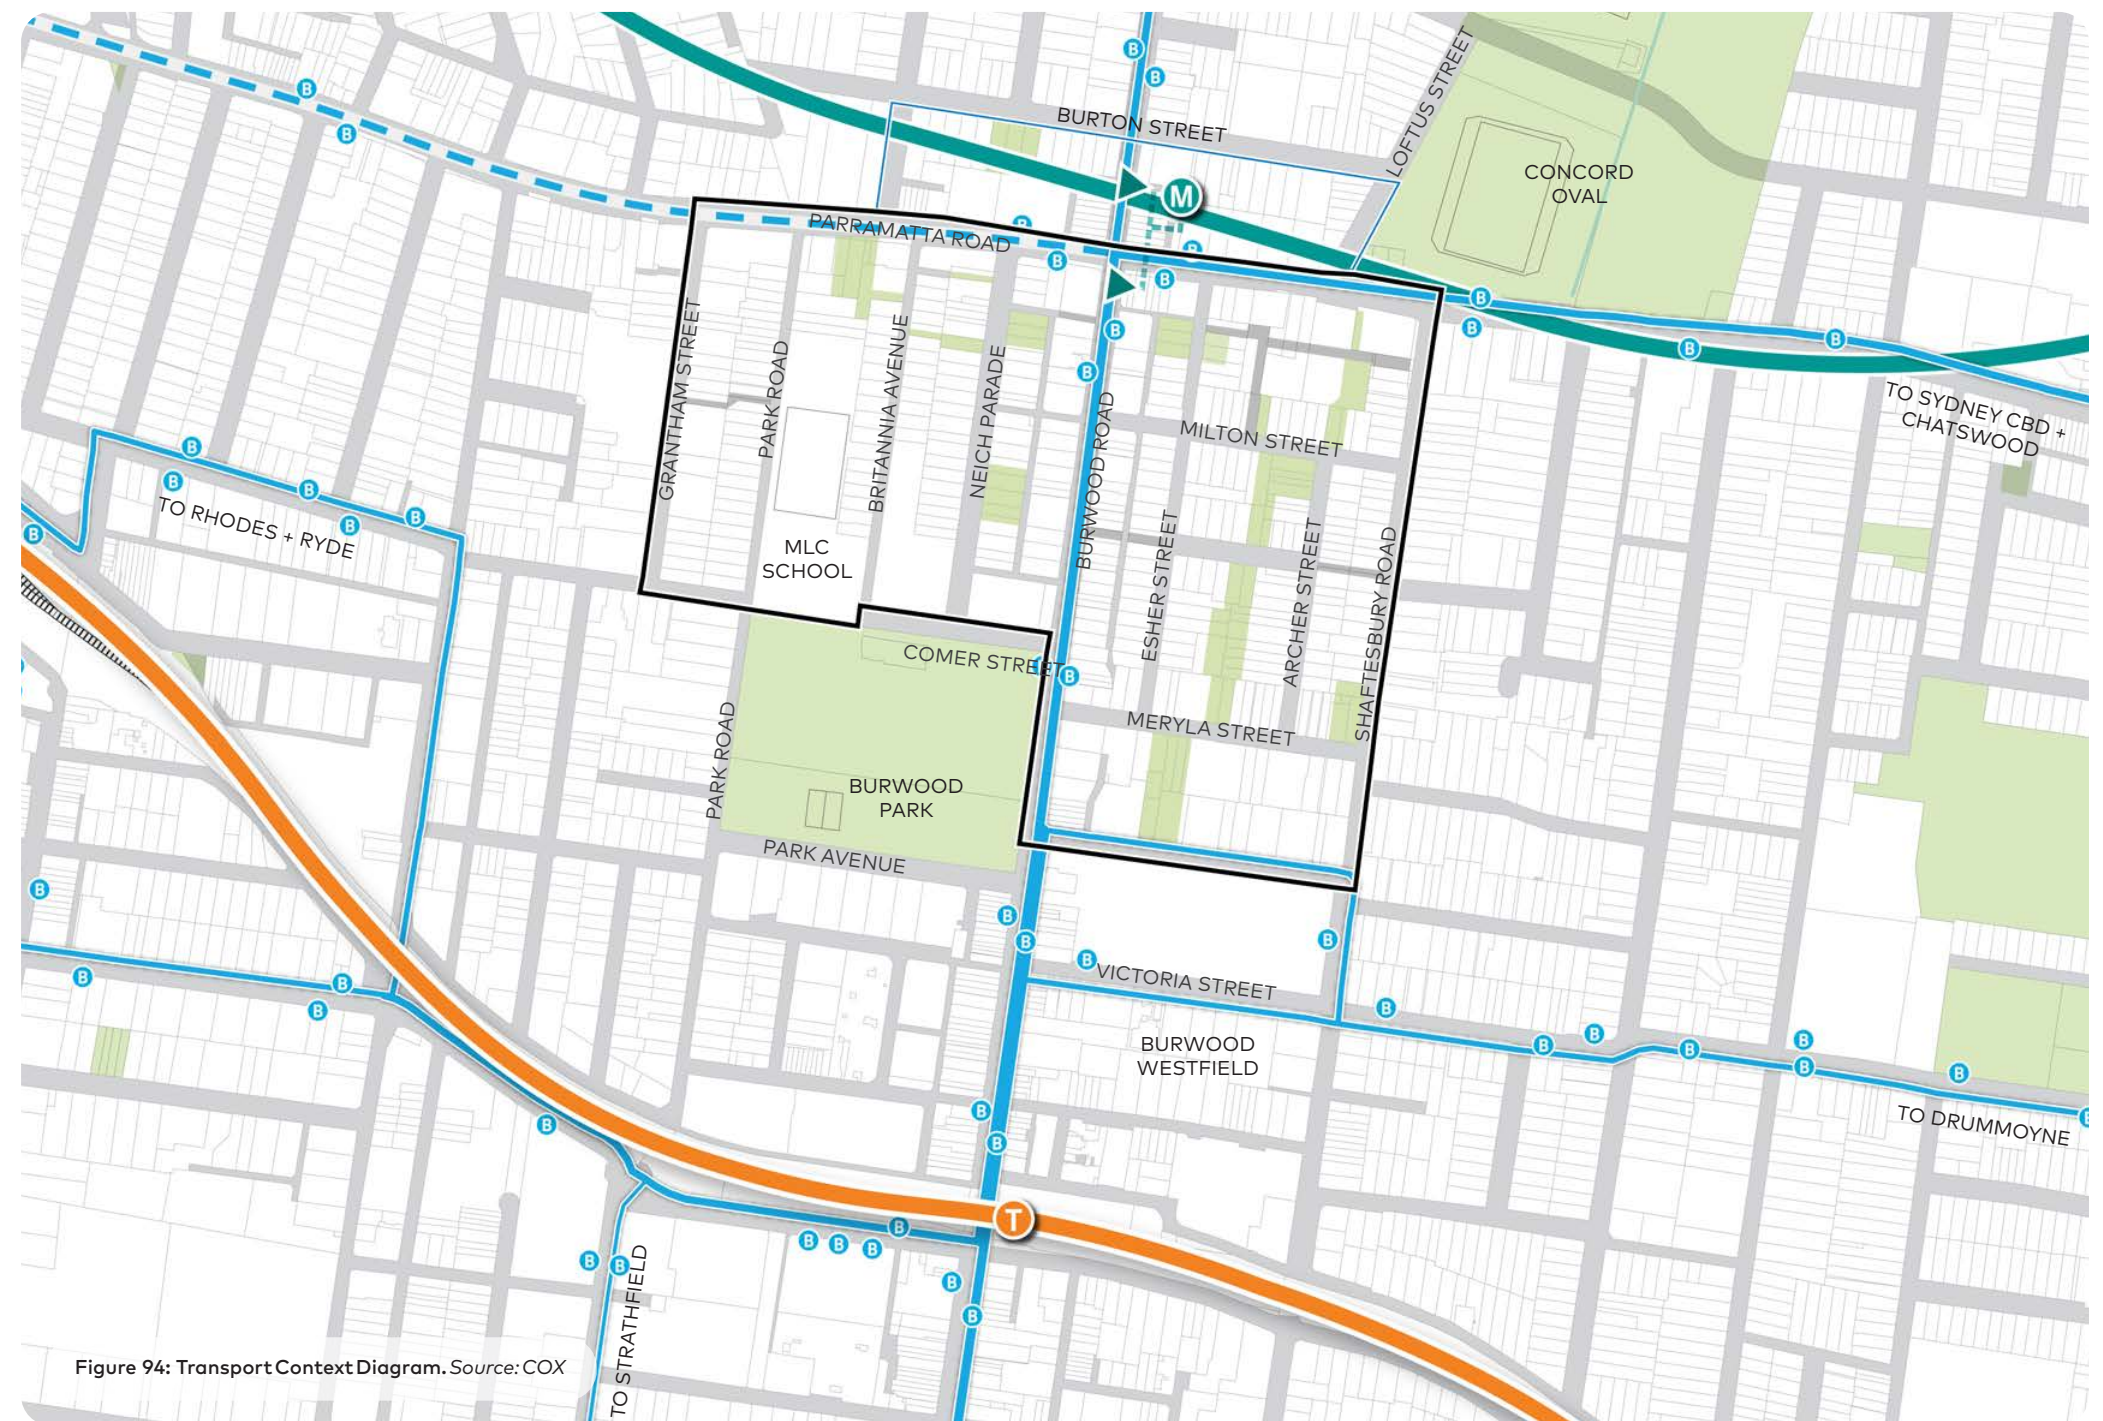 B
B
B
B
BURTON STREET
LOFTUS STREET
CONCORD
OVAL
M
PARRAMATTA ROAD
B
B
B
B
B
B
B
B
B
B
B
GRANTHAM STREET
PARK ROAD
BRITANNIA AVENUE
NEICH PARADE
BURWOOD ROAD
MILTON STREET
TO SYDNEY CBD +
CHATSWOOD
B
B
B
B
B
B
TO RHODES + RYDE
MLC
SCHOOL
ESHER STREET
ARCHER STREET
SHAFTESBURY ROAD
COMER STREET
B
MERYLA STREET
PARK ROAD
BURWOOD
PARK
PARK AVENUE
B
B
B
B
B
VICTORIA STREET
B
B
B
B
B
B
B
B
B
B
B
B
BURWOOD
WESTFIELD
TO DRUMMOYNE
B
B
B
B
T
B
B
B
B
B
B
B
B
TO STRATHFIELD
Figure 94: Transport Context Diagram. Source: COX